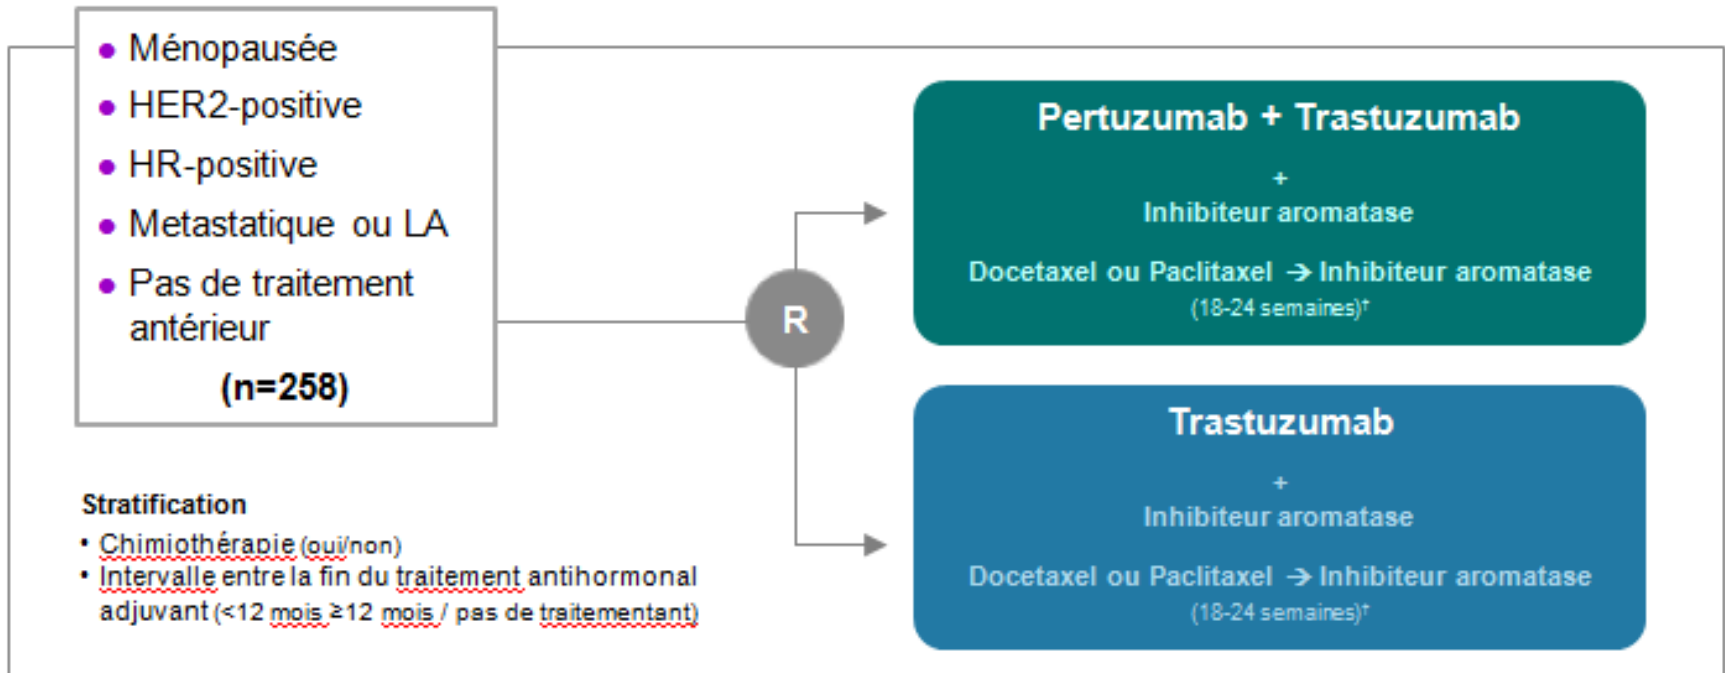 • Ménopausée
• HER2-positive
• HR-positive
• Metastatique ou LA
• Pas de traitement
antérieur
(n=258)
Stratification
• Chimiothérapie (oui/non)
• Intervalle entre la fin du traitement antihormonal
adjuvant (<12 mois ≥12 mois / pas de traitementant)
R
Pertuzumab + Trastuzumab
+
Inhibiteur aromatase
Docetaxel ou Paclitaxel → Inhibiteur aromatase
(18-24 semaines)†
Trastuzumab
+
Inhibiteur aromatase
Docetaxel ou Paclitaxel → Inhibiteur aromatase
(18-24 semaines)†